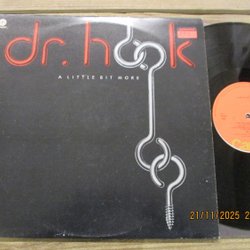 dr. hook
A LITTLE BIT MORE
21/11/2025